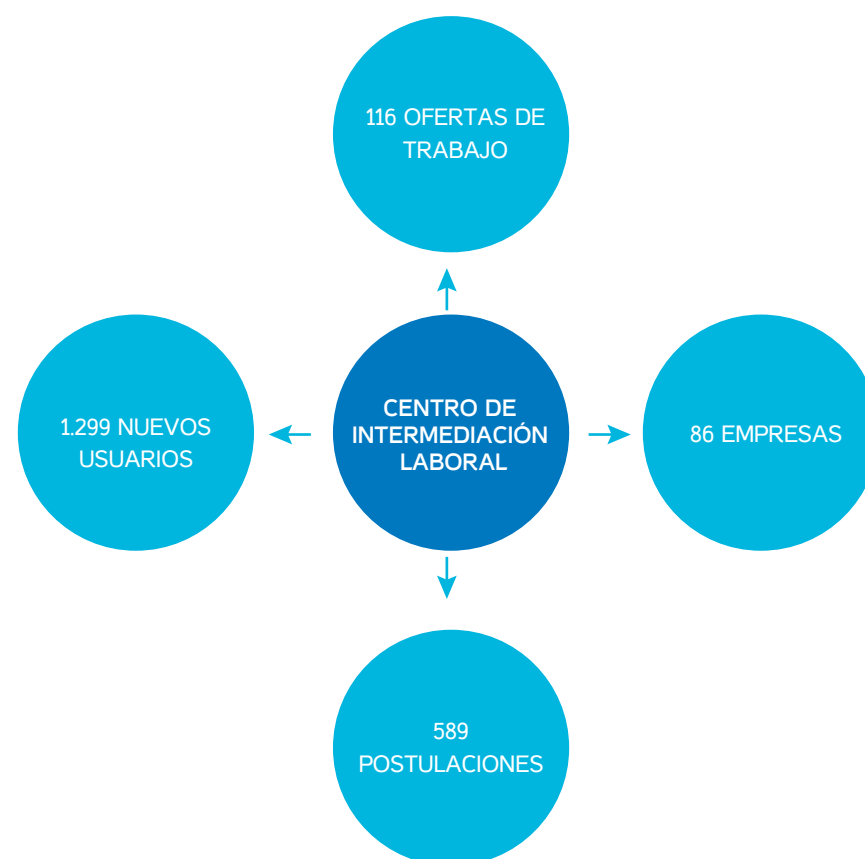 116 OFERTAS DE
TRABAJO
1.299 NUEVOS
USUARIOS
CENTRO DE
INTERMEDIACIÓN
LABORAL
86 EMPRESAS
589
POSTULACIONES